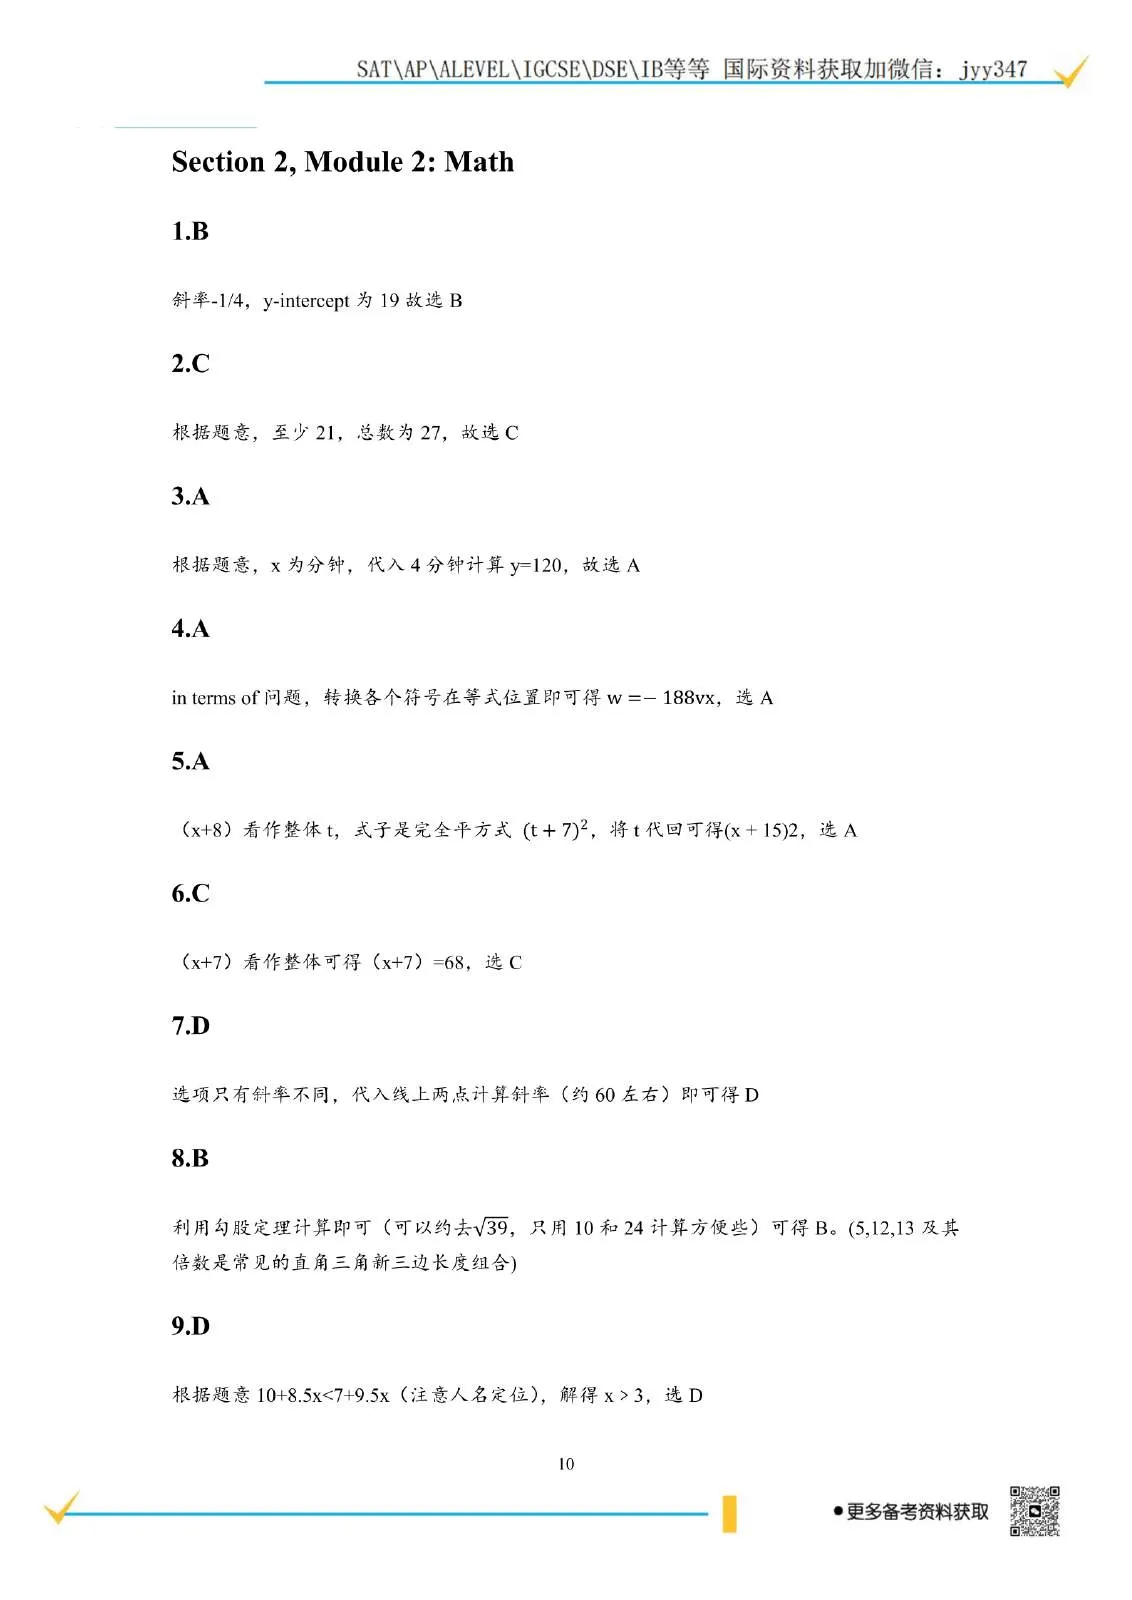 SAT\AP\ALEVEL\IGCSE\DSE\IB等等 国际资料获取加微信：jyy347
Section 2, Module 2: Math
1.B
斜率-1/4，y-intercept 为 19 故选 B
2.C
根据题意，至少 21，总数为 27，故选 C
3.A
根据题意，x 为分钟，代入 4 分钟计算 y=120，故选 A
4.A
in terms of 问题，转换各个符号在等式位置即可得 w =− 188vx，选 A
5.A
（x+8）看作整体 t，式子是完全平方式 (t + 7)²，将 t 代回可得(x + 15)2，选 A
6.C
（x+7）看作整体可得（x+7）=68，选 C
7.D
选项只有斜率不同，代入线上两点计算斜率（约 60 左右）即可得 D
8.B
利用勾股定理计算即可（可以约去√39，只用 10 和 24 计算方便些）可得 B。(5,12,13 及其
倍数是常见的直角三角新三边长度组合)
9.D
根据题意 10+8.5x<7+9.5x（注意人名定位），解得 x﹥3，选 D
10
●更多备考资料获取